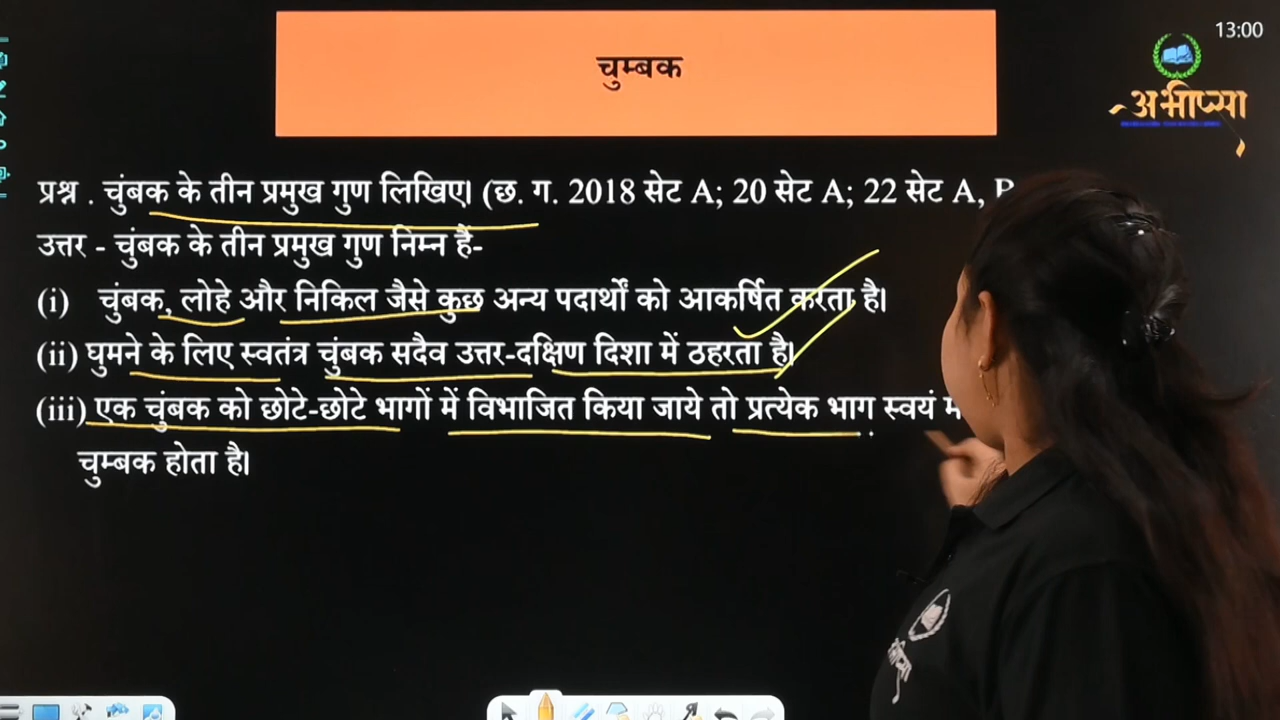 13:00
चुम्बक
अभीप्सा
प्रश्न . चुंबक के तीन प्रमुख गुण लिखिए। (छ. ग. 2018 सेट A; 20 सेट A; 22 सेट A,
उत्तर - चुंबक के तीन प्रमुख गुण निम्न हैं-
(i) चुंबक, लोहे और निकिल जैसे कुछ अन्य पदार्थों को आकर्षित करता है।
(ii) घुमने के लिए स्वतंत्र चुंबक सदैव उत्तर-दक्षिण दिशा में ठहरता है।
(iii) एक चुंबक को छोटे-छोटे भागों में विभाजित किया जाये तो प्रत्येक भाग स्वयं
चुम्बक होता है।